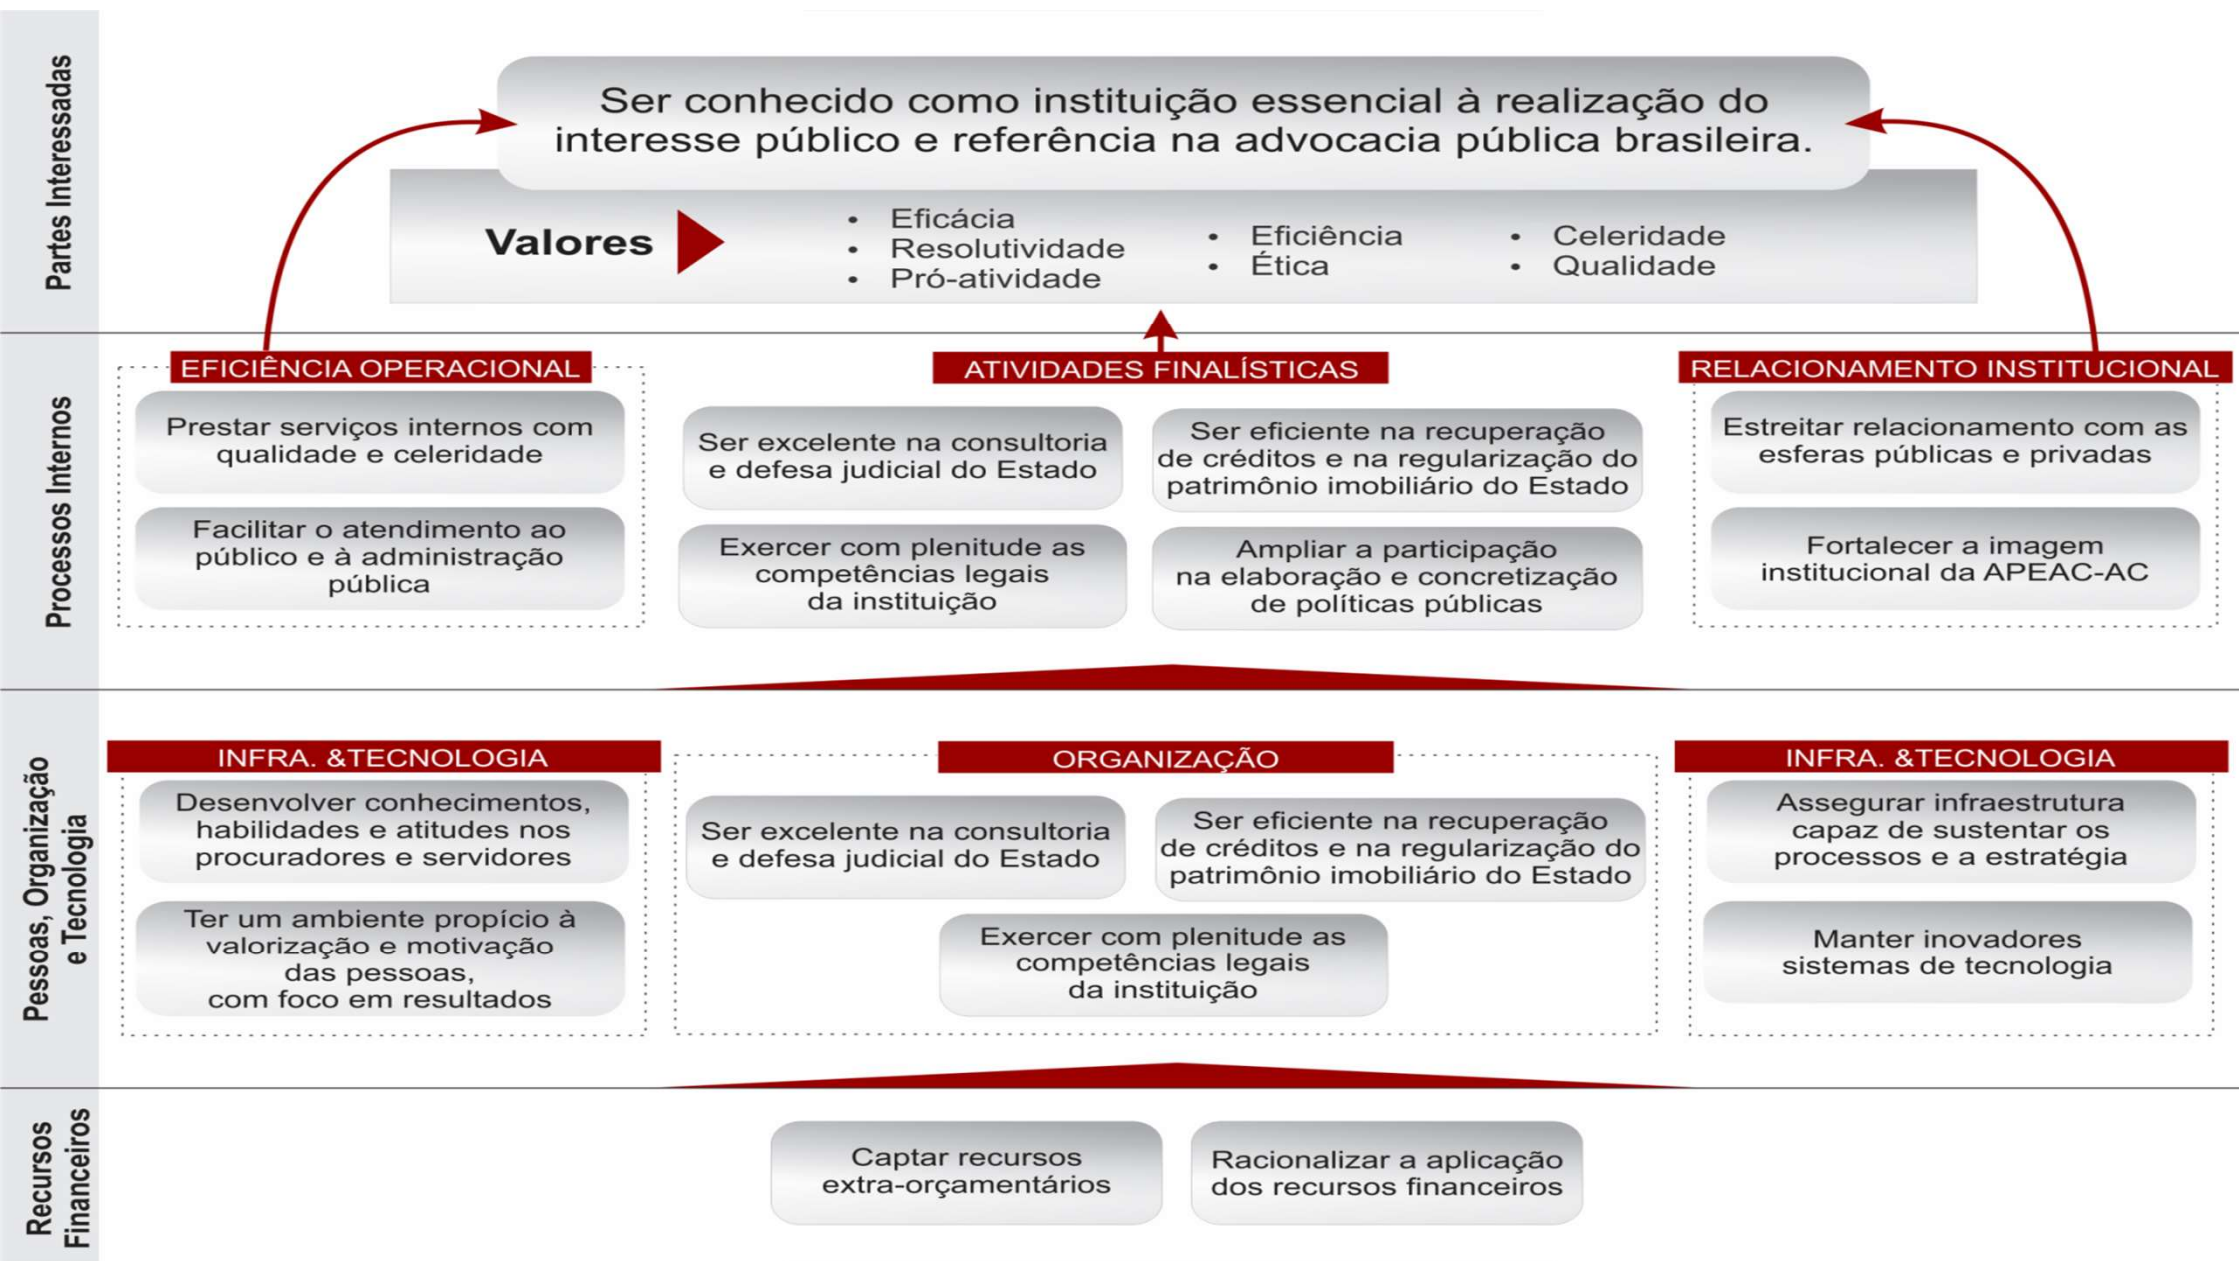 Partes Interessadas
Ser conhecido como instituição essencial à realização do
interesse público e referência na advocacia pública brasileira.
Valores
• Eficácia
• Resolutividade
• Pró-atividade
• Eficiência
• Ética
• Celeridade
• Qualidade
Processos Internos
EFICIÊNCIA OPERACIONAL
Prestar serviços internos com
qualidade e celeridade
Facilitar o atendimento ao
público e à administração
pública
ATIVIDADES FINALÍSTICAS
Ser excelente na consultoria
e defesa judicial do Estado
Ser eficiente na recuperação
de créditos e na regularização do
patrimônio imobiliário do Estado
Exercer com plenitude as
competências legais
da instituição
Ampliar a participação
na elaboração e concretização
de políticas públicas
RELACIONAMENTO INSTITUCIONAL
Estreitar relacionamento com as
esferas públicas e privadas
Fortalecer a imagem
institucional da APEAC-AC
Pessoas, Organização
e Tecnologia
INFRA. &TECNOLOGIA
Desenvolver conhecimentos,
habilidades e atitudes nos
procuradores e servidores
Ter um ambiente propício à
valorização e motivação
das pessoas,
com foco em resultados
ORGANIZAÇÃO
Ser excelente na consultoria
e defesa judicial do Estado
Ser eficiente na recuperação
de créditos e na regularização do
patrimônio imobiliário do Estado
Exercer com plenitude as
competências legais
da instituição
INFRA. &TECNOLOGIA
Assegurar infraestrutura
capaz de sustentar os
processos e a estratégia
Manter inovadores
sistemas de tecnologia
Recursos
Financeiros
Captar recursos
extra-orçamentários
Racionalizar a aplicação
dos recursos financeiros